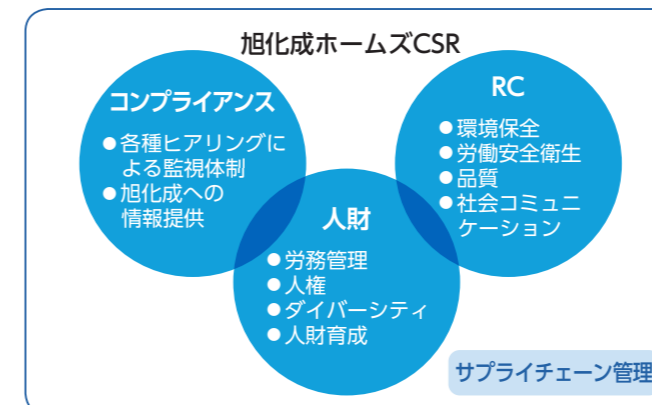 旭化成ホームズCSR
コンプライアンス
●各種ヒアリングに
よる監視体制
●旭化成への
情報提供
RC
●環境保全
●労働安全衛生
●品質
●社会コミュニ
ケーション
人財
●労務管理
●人権
●ダイバーシティ
●人財育成
サプライチェーン管理